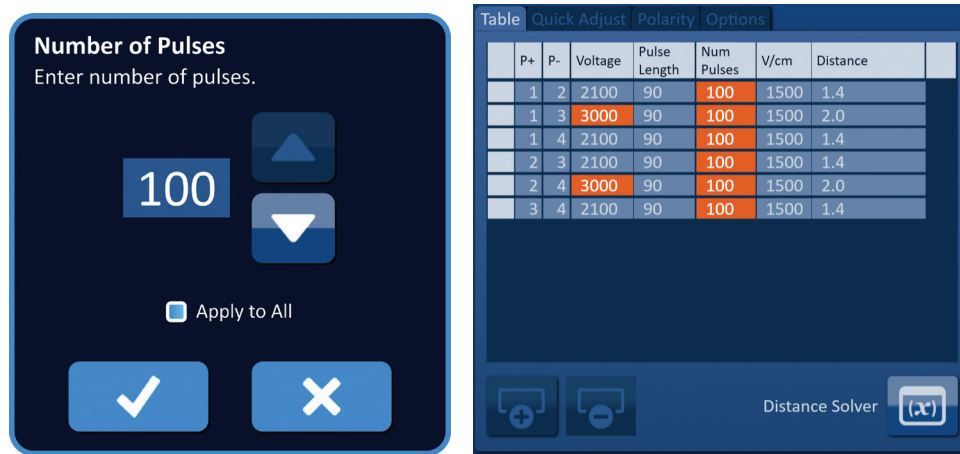 Number of Pulses
Enter number of pulses.
100
Apply to All
Table Quick Adjust Polarity Options
P+ P- Voltage Pulse Length Num Pulses V/cm Distance
1 2 2100 90 100 1500 1.4
1 3 3000 90 100 1500 2.0
1 4 2100 90 100 1500 1.4
2 3 2100 90 100 1500 1.4
2 4 3000 90 100 1500 2.0
3 4 2100 90 100 1500 1.4
Distance Solver (x)